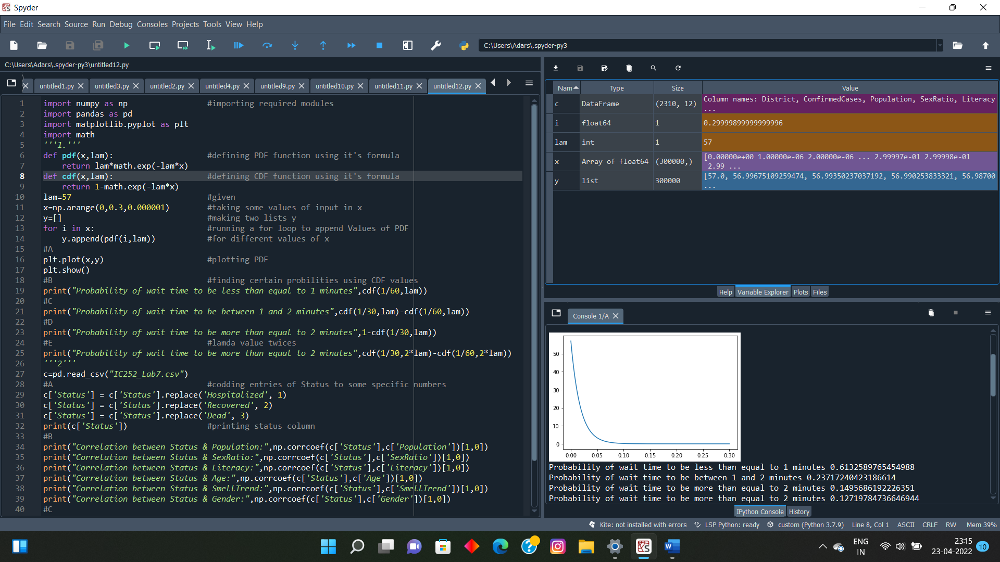 Spyder
File Edit Search Source Run Debug Consoles Projects Tools View Help
C:\Users\Adars\.spyder-py3
C:\Users\Adars\.spyder-py3\untitled12.py
untitled1.py untitled3.py untitled2.py untitled4.py untitled9.py untitled10.py untitled11.py untitled12.py
1 import numpy as np #importing required modules
2 import pandas as pd
3 import matplotlib.pyplot as plt
4 import math
5 '''1.'''
6 def pdf(x,lam): #defining PDF function using it's formula
7 return lam*math.exp(-lam*x)
8 def cdf(x,lam): #defining CDF function using it's formula
9 return 1-math.exp(-lam*x)
10 lam=57 #given
11 x=np.arange(0,0.3,0.000001) #taking some values of input in x
12 y=[] #making two lists y
13 for i in x: #running a for loop to append Values of PDF
14 y.append(pdf(i,lam)) #for different values of x
15 #A
16 plt.plot(x,y) #plotting PDF
17 plt.show()
18 #B #finding certain probilities using CDF values
19 print("Probability of wait time to be less than equal to 1 minutes",cdf(1/60,lam))
20 #C
21 print("Probability of wait time to be between 1 and 2 minutes",cdf(1/30,lam)-cdf(1/60,lam))
22 #D
23 print("Probability of wait time to be more than equal to 2 minutes",1-cdf(1/30,lam))
24 #E #lamda value twices
25 print("Probability of wait time to be more than equal to 2 minutes",cdf(1/30,2*lam)-cdf(1/60,2*lam))
26 '''2'''
27 c=pd.read_csv("IC252_Lab7.csv")
28 #A #codding entries of Status to some specific numbers
29 c['Status'] = c['Status'].replace('Hospitalized', 1)
30 c['Status'] = c['Status'].replace('Recovered', 2)
31 c['Status'] = c['Status'].replace('Dead', 3)
32 print(c['Status']) #printing status column
33 #B
34 print("Correlation between Status & Population:",np.corrcoef(c['Status'],c['Population'])[1,0])
35 print("Correlation between Status & SexRatio:",np.corrcoef(c['Status'],c['SexRatio'])[1,0])
36 print("Correlation between Status & Literacy:",np.corrcoef(c['Status'],c['Literacy'])[1,0])
37 print("Correlation between Status & Age:",np.corrcoef(c['Status'],c['Age'])[1,0])
38 print("Correlation between Status & SmellTrend:",np.corrcoef(c['Status'],c['SmellTrend'])[1,0])
39 print("Correlation between Status & Gender:",np.corrcoef(c['Status'],c['Gender'])[1,0])
40 #C
Nam Type Size Value
c DataFrame (2310, 12) Column names: District, ConfirmedCases, Population, SexRatio, Literacy
...
i float64 1 0.29999899999999996
lam int 1 57
x Array of float64 (300000,) [0.00000e+00 1.00000e-06 2.00000e-06 ... 2.99997e-01 2.99998e-01
2.99 ...
y list 300000 [57.0, 56.99675109259474, 56.99350237037192, 56.990253833321, 56.98700
...
Help Variable Explorer Plots Files
Console 1/A
50
40
30
20
10
0
0.00 0.05 0.10 0.15 0.20 0.25 0.30
Probability of wait time to be less than equal to 1 minutes 0.6132589765454988
Probability of wait time to be between 1 and 2 minutes 0.23717240423186614
Probability of wait time to be more than equal to 2 minutes 0.1495686192226351
Probability of wait time to be more than equal to 2 minutes 0.12719784736646944
IPython Console History
Kite: not installed with errors LSP Python: ready custom (Python 3.7.9) Line 8, Col 1 ASCII CRLF RW Mem 39%
ENG
IN
23:15
23-04-2022
10